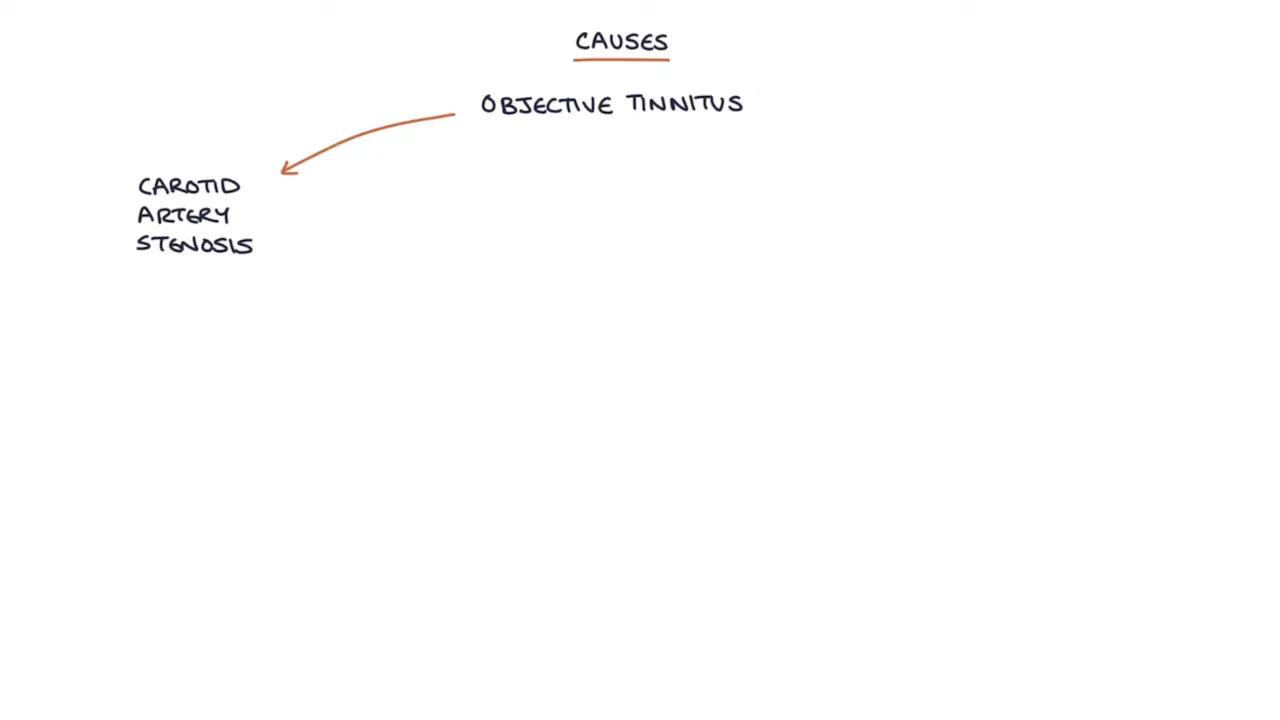 CAUSES
OBJECTIVE TINNITUS
CAROTID
ARTERY
STENOSIS